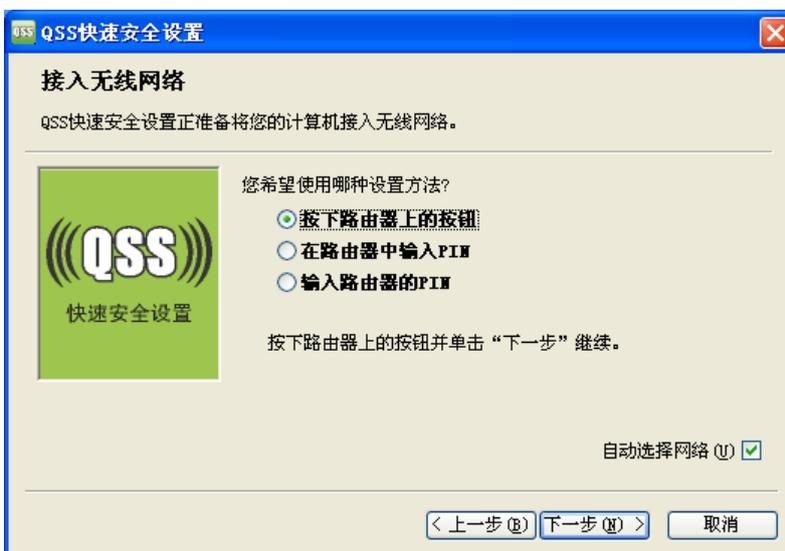 QSS QSS快速安全设置
接入无线网络
QSS快速安全设置正准备将您的计算机接入无线网络。
您希望使用哪种设置方法?
按下路由器上的按钮
在路由器中输入PIN
输入路由器的PIN
QSS
快速安全设置
按下路由器上的按钮并单击“下一步”继续。
自动选择网络(U)
< 上一步(B) 下一步(N) > 取消